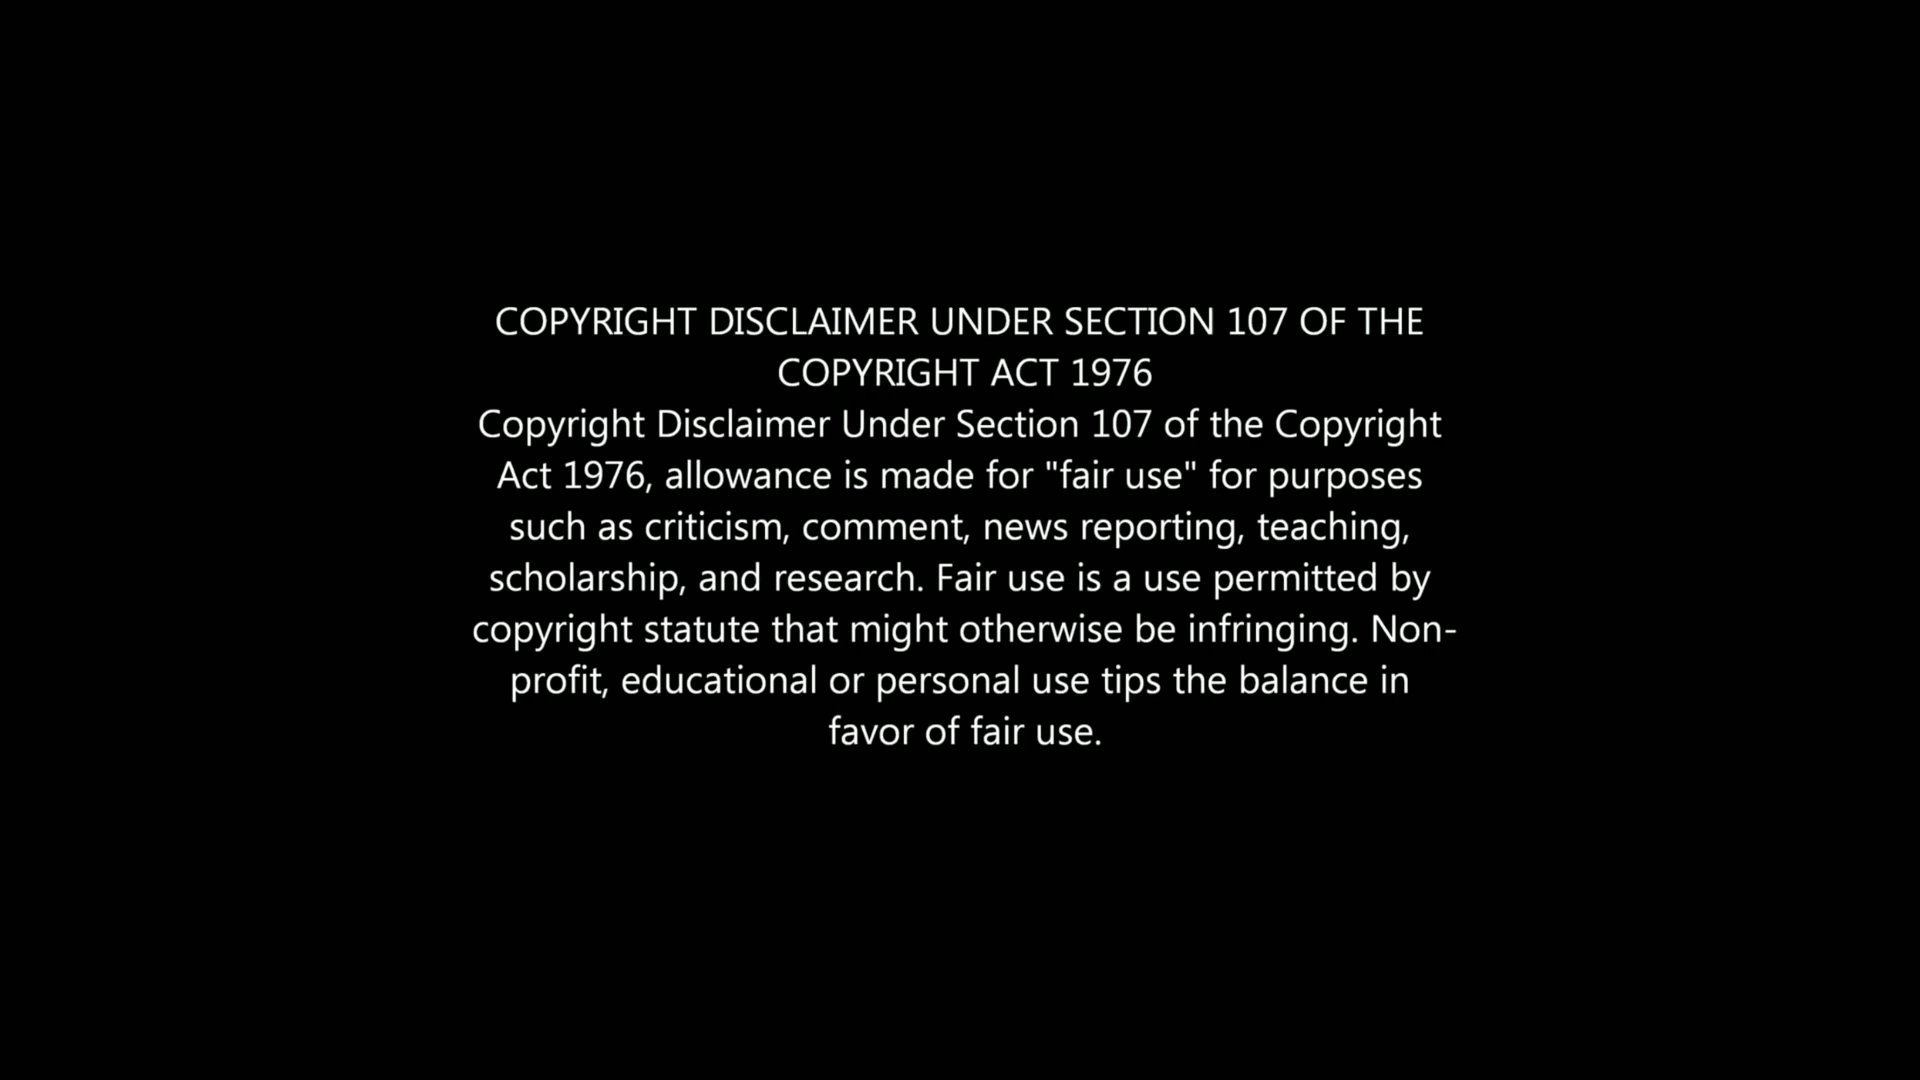 COPYRIGHT DISCLAIMER UNDER SECTION 107 OF THE
COPYRIGHT ACT 1976
Copyright Disclaimer Under Section 107 of the Copyright
Act 1976, allowance is made for "fair use" for purposes
such as criticism, comment, news reporting, teaching,
scholarship, and research. Fair use is a use permitted by
copyright statute that might otherwise be infringing. Non-
profit, educational or personal use tips the balance in
favor of fair use.